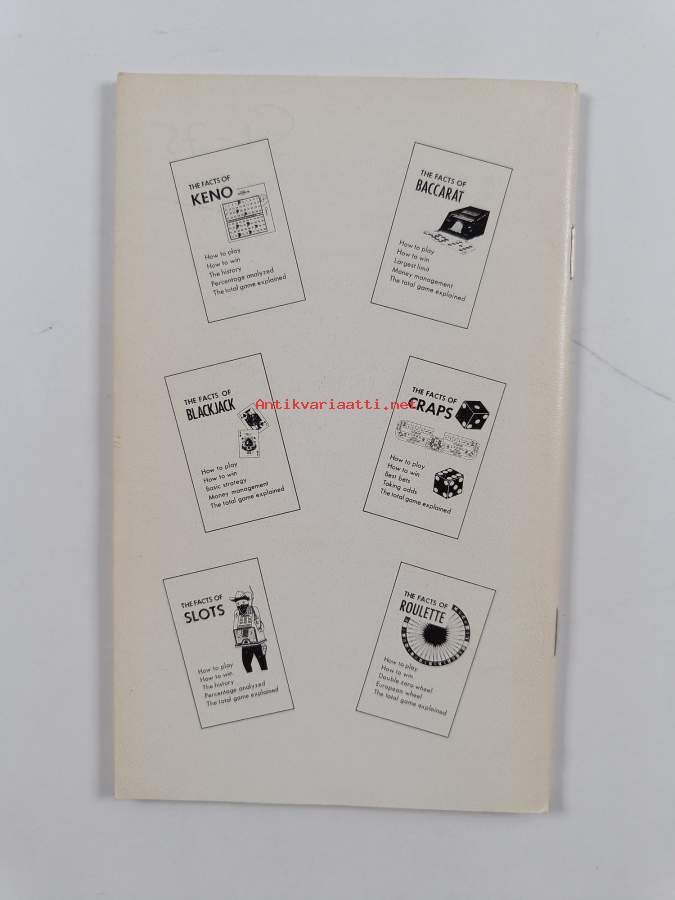 THE FACTS OF
KENO
How to play
How to win
The history
Percentage analyzed
The total game explained
THE FACTS OF
BACCARAT
How to play
How to win
Largest limit
Money management
The total game explained
THE FACTS OF
BLACKJACK
How to play
How to win
Basic strategy
Money management
The total game explained
Antikvariaatti.net
THE FACTS OF
CRAPS
How to play
How to win
Best bets
Taking odds
The total game explained
THE FACTS OF
SLOTS
How to play
How to win
The history
Percentage analyzed
The total game explained
THE FACTS OF
ROULETTE
How to play
How to win
Double zero wheel
European wheel
The total game explained